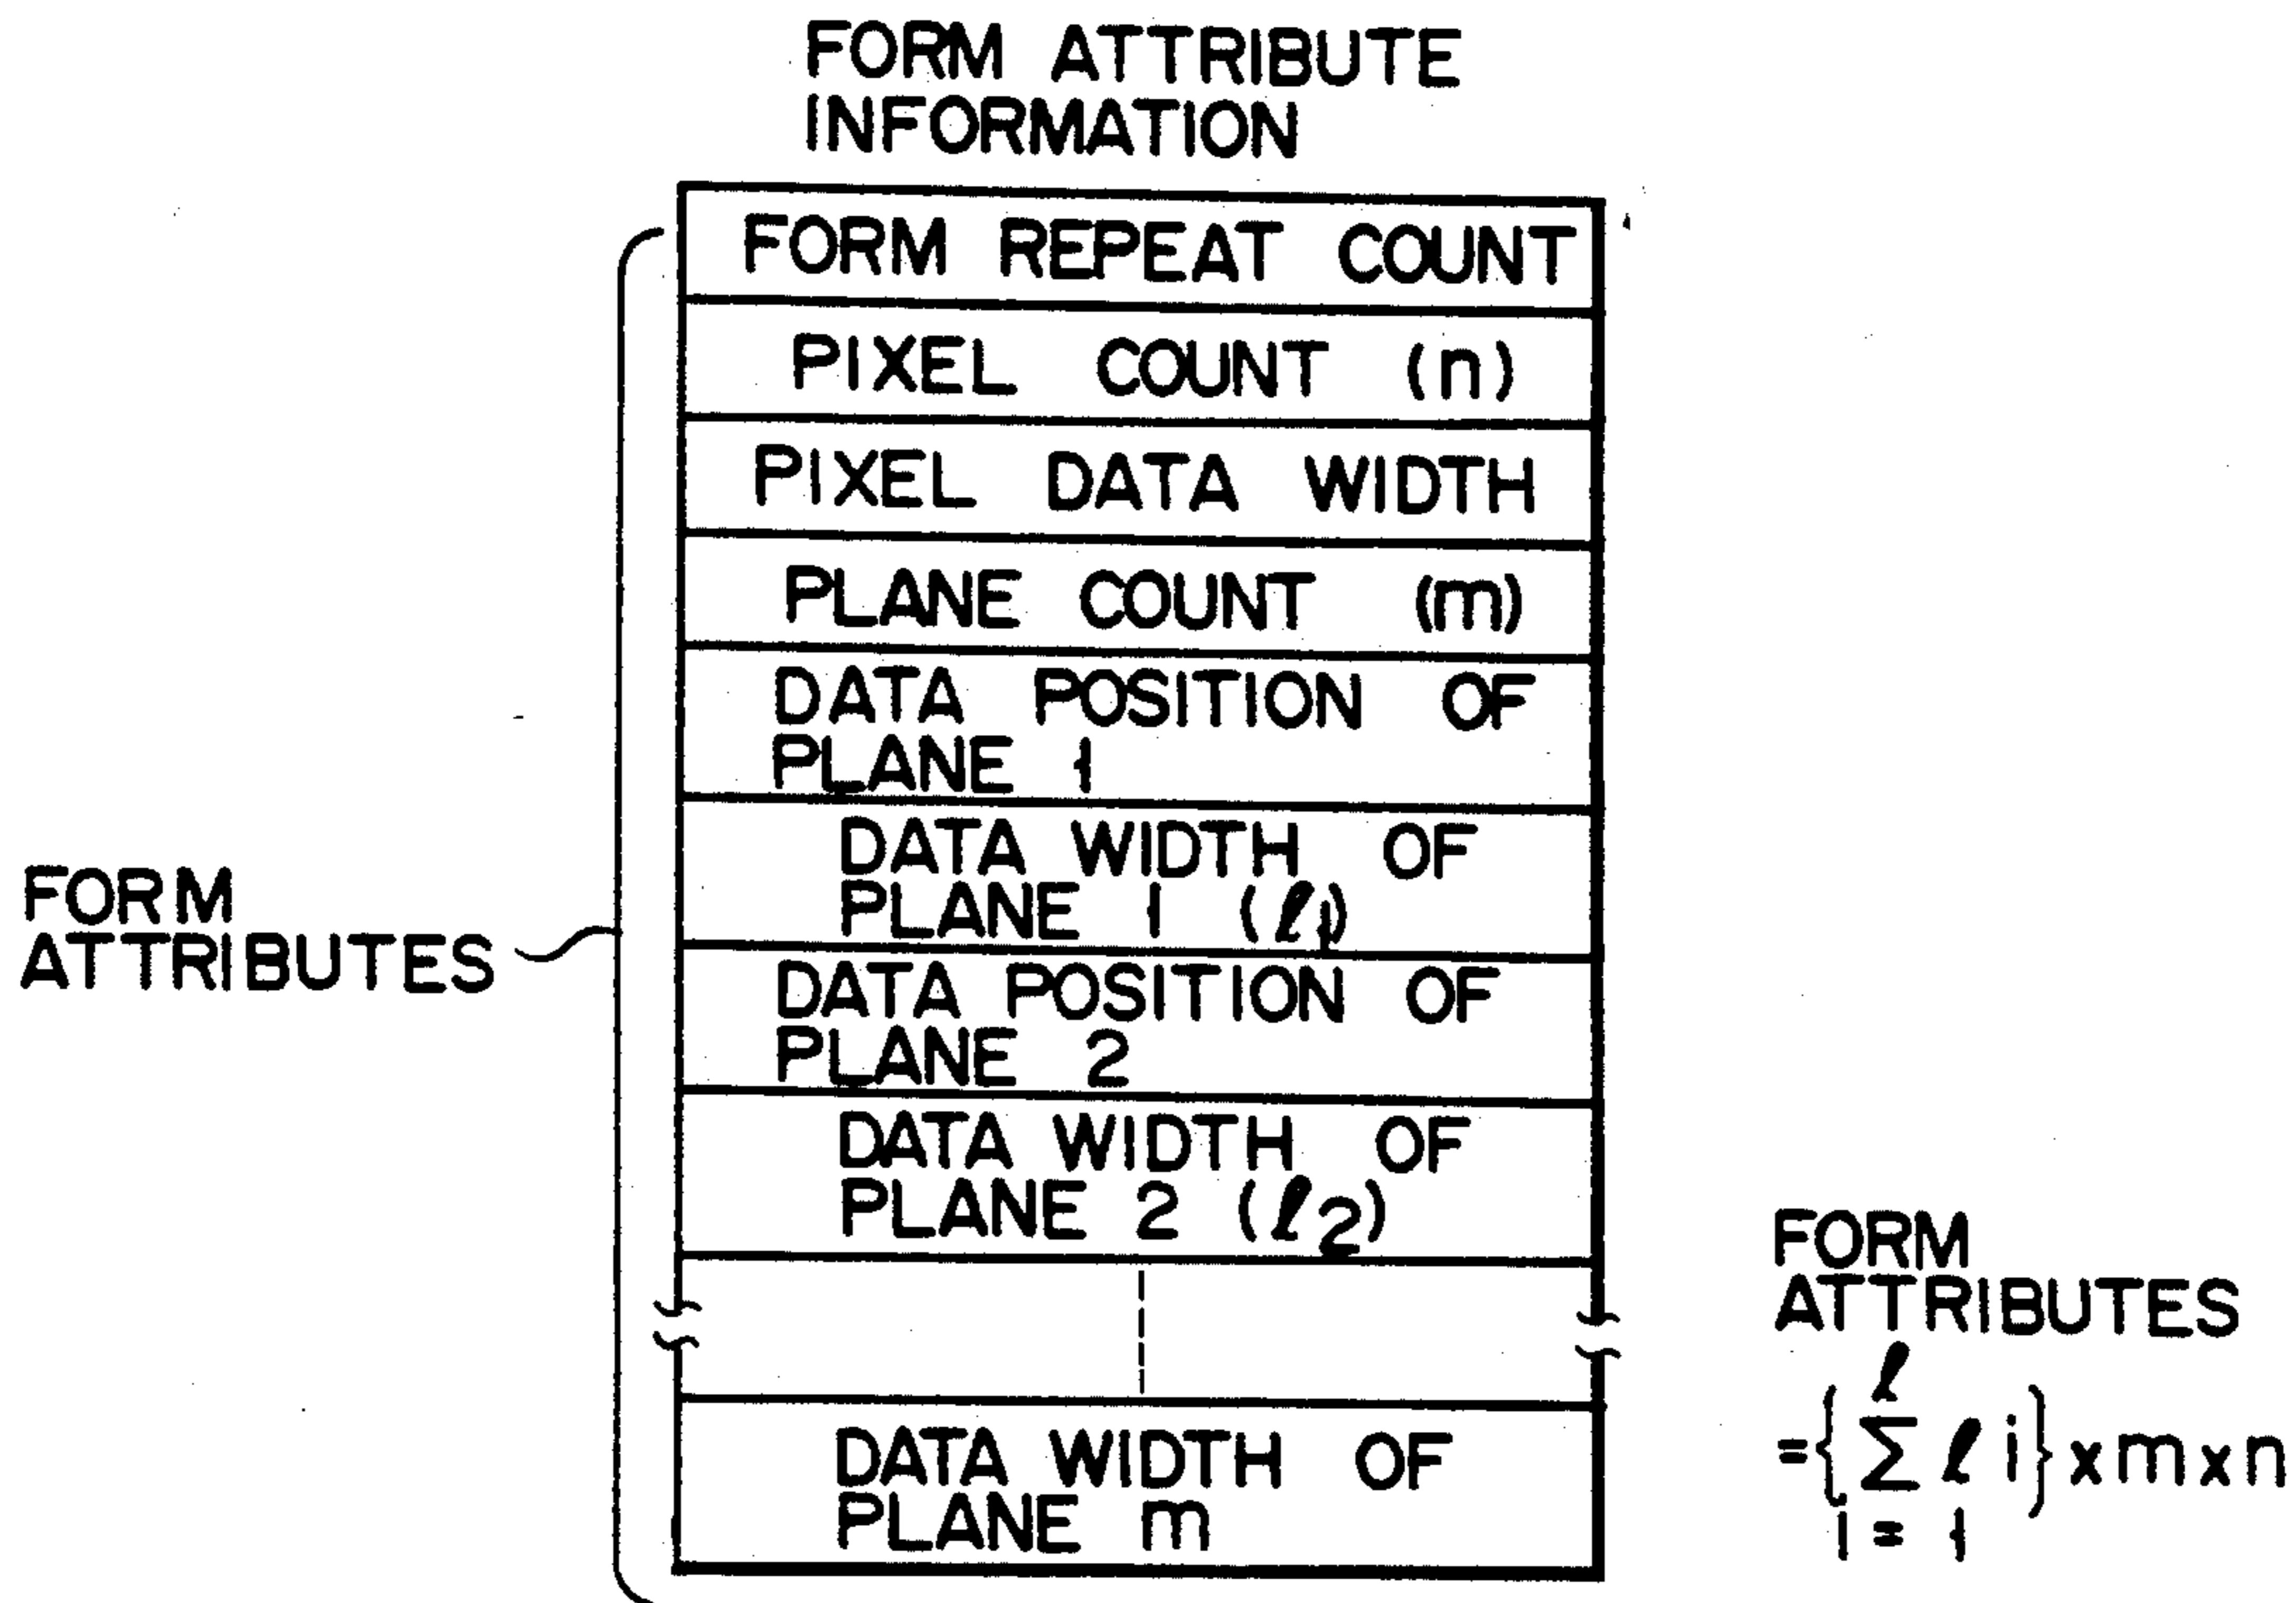 FORM ATTRIBUTE
INFORMATION
FORM REPEAT COUNT
PIXEL COUNT (n)
PIXEL DATA WIDTH
PLANE COUNT (m)
DATA POSITION OF
PLANE 1
DATA WIDTH OF
PLANE 1 (ℓ1)
DATA POSITION OF
PLANE 2
DATA WIDTH OF
PLANE 2 (ℓ2)
DATA WIDTH OF
PLANE m
FORM
ATTRIBUTES
FORM
ATTRIBUTES
ℓ
={Σ ℓ i}xmxn
i = 1